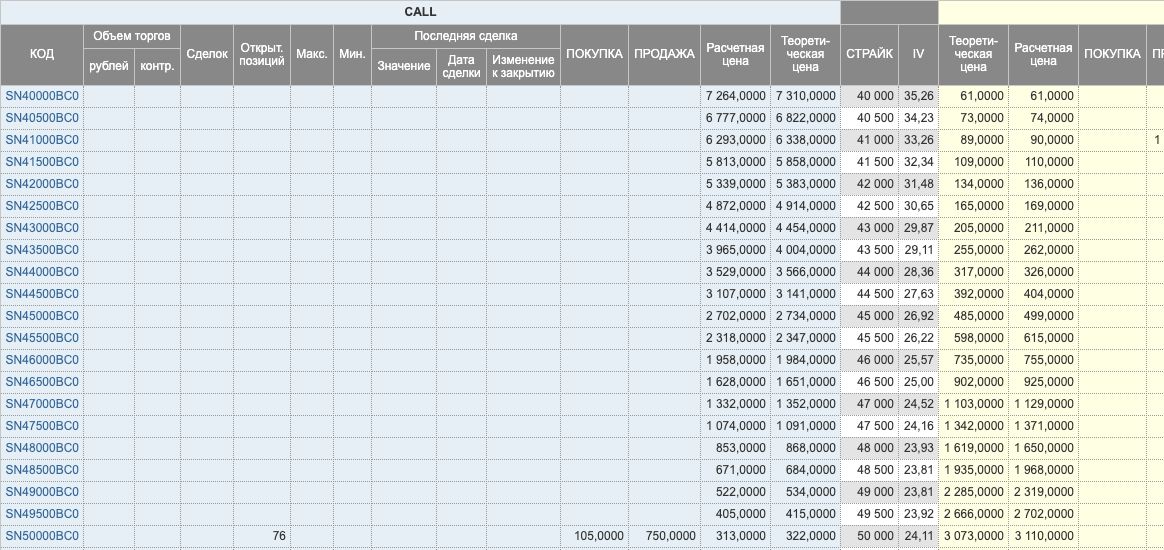 CALL
КОД Объем торгов Сделок Открыт. позиций Макс. Мин. Последняя сделка ПОКУПКА ПРОДАЖА Расчетная цена Теорети-ческая цена СТРАЙК IV Теорети-ческая цена Расчетная цена ПОКУПКА ПР
рублей контр. Значение Дата сделки Изменение к закрытию
SN40000BC0 7 264,0000 7 310,0000 40 000 35,26 61,0000 61,0000
SN40500BC0 6 777,0000 6 822,0000 40 500 34,23 73,0000 74,0000
SN41000BC0 6 293,0000 6 338,0000 41 000 33,26 89,0000 90,0000 1
SN41500BC0 5 813,0000 5 858,0000 41 500 32,34 109,0000 110,0000
SN42000BC0 5 339,0000 5 383,0000 42 000 31,48 134,0000 136,0000
SN42500BC0 4 872,0000 4 914,0000 42 500 30,65 165,0000 169,0000
SN43000BC0 4 414,0000 4 454,0000 43 000 29,87 205,0000 211,0000
SN43500BC0 3 965,0000 4 004,0000 43 500 29,11 255,0000 262,0000
SN44000BC0 3 529,0000 3 566,0000 44 000 28,36 317,0000 326,0000
SN44500BC0 3 107,0000 3 141,0000 44 500 27,63 392,0000 404,0000
SN45000BC0 2 702,0000 2 734,0000 45 000 26,92 485,0000 499,0000
SN45500BC0 2 318,0000 2 347,0000 45 500 26,22 598,0000 615,0000
SN46000BC0 1 958,0000 1 984,0000 46 000 25,57 735,0000 755,0000
SN46500BC0 1 628,0000 1 651,0000 46 500 25,00 902,0000 925,0000
SN47000BC0 1 332,0000 1 352,0000 47 000 24,52 1 103,0000 1 129,0000
SN47500BC0 1 074,0000 1 091,0000 47 500 24,16 1 342,0000 1 371,0000
SN48000BC0 853,0000 868,0000 48 000 23,93 1 619,0000 1 650,0000
SN48500BC0 671,0000 684,0000 48 500 23,81 1 935,0000 1 968,0000
SN49000BC0 522,0000 534,0000 49 000 23,81 2 285,0000 2 319,0000
SN49500BC0 405,0000 415,0000 49 500 23,92 2 666,0000 2 702,0000
SN50000BC0 76 105,0000 750,0000 313,0000 322,0000 50 000 24,11 3 073,0000 3 110,0000